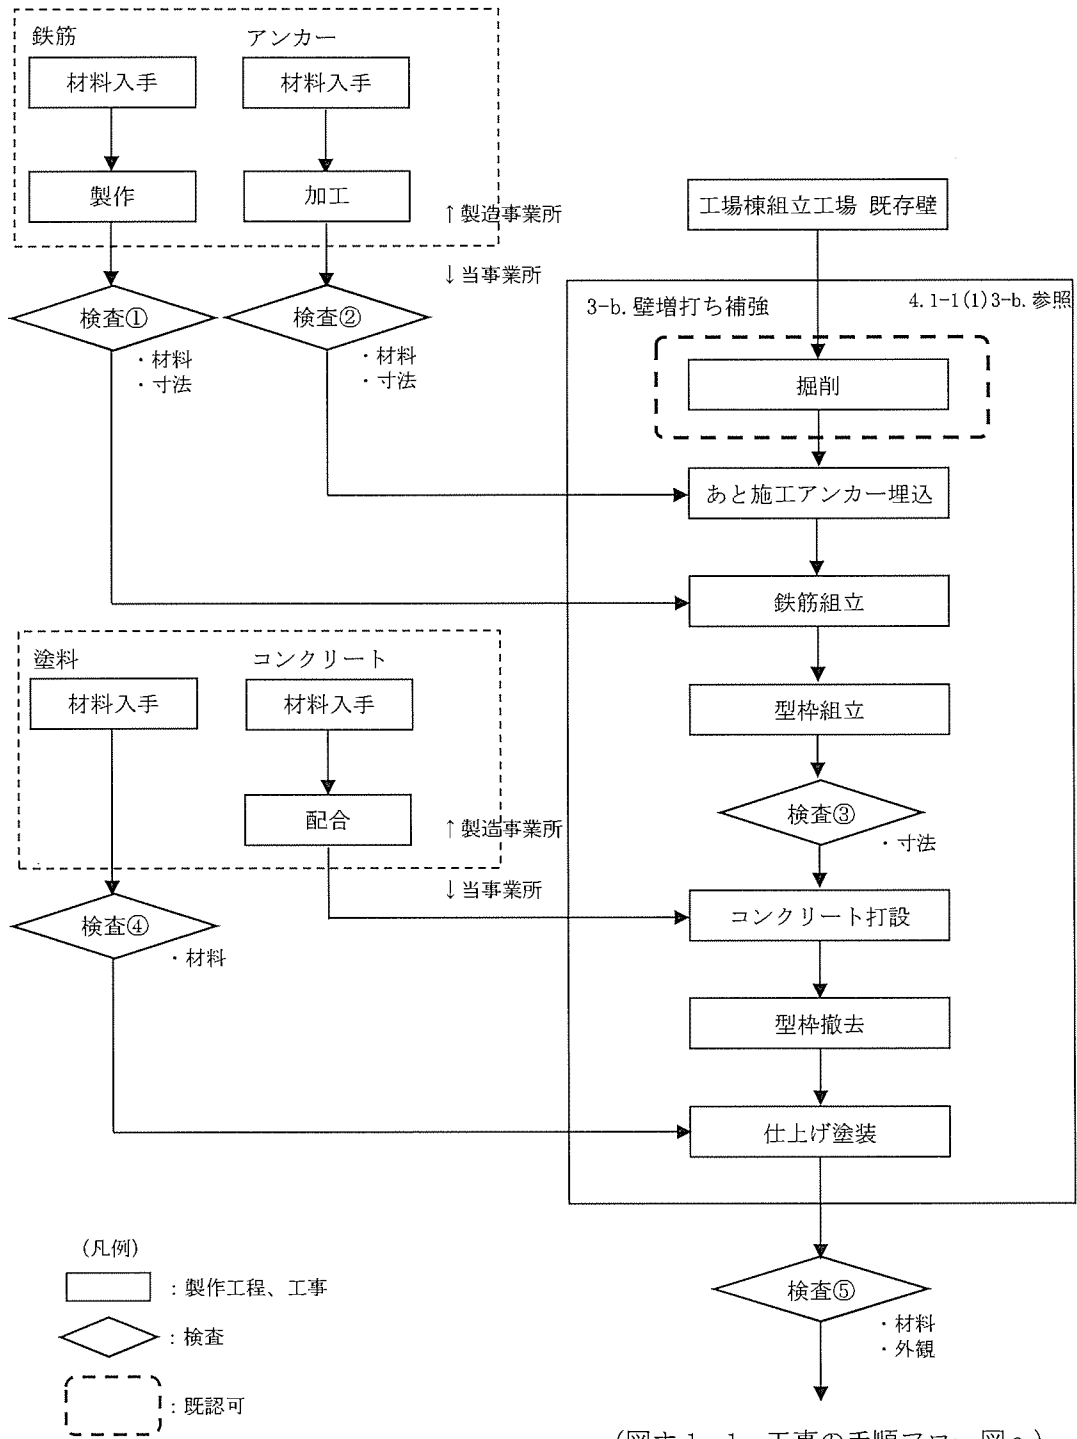 鉄筋
アンカー
材料入手
材料入手
製作
加工
↑製造事業所
↓当事業所
検査①
・材料
・寸法
検査②
・材料
・寸法
工場棟組立工場 既存壁
3-b.壁増打ち補強
4.1-1(1)3-b.参照
掘削
あと施工アンカー埋込
鉄筋組立
型枠組立
検査③
・寸法
塗料
コンクリート
材料入手
材料入手
配合
↑製造事業所
↓当事業所
検査④
・材料
コンクリート打設
型枠撤去
仕上げ塗装
検査⑤
・材料
・外観
(凡例)
：製作工程、工事
：検査
：既認可